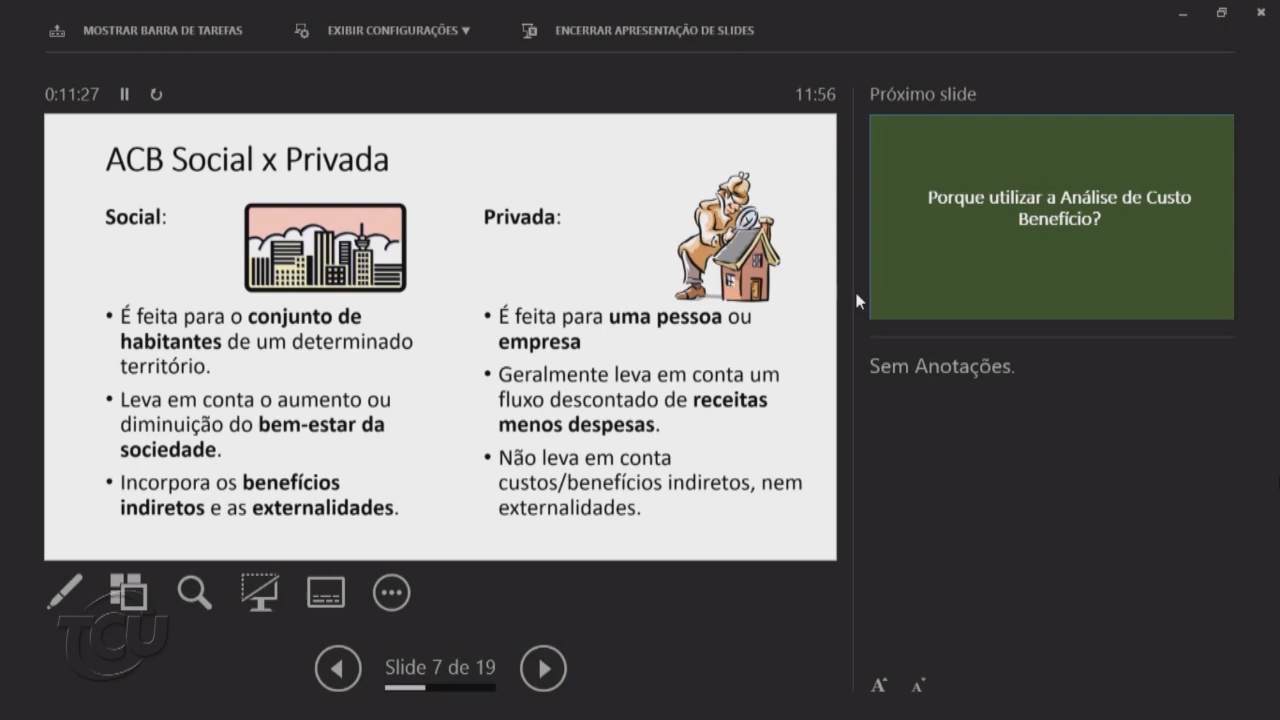 MOSTRAR BARRA DE TAREFAS
EXIBIR CONFIGURAÇÕES ▼
ENCERRAR APRESENTAÇÃO DE SLIDES
0:11:27
11:56
ACB Social x Privada
Social:
• É feita para o conjunto de
habitantes de um determinado
território.
• Leva em conta o aumento ou
diminuição do bem-estar da
sociedade.
• Incorpora os benefícios
indiretos e as externalidades.
Privada:
• É feita para uma pessoa ou
empresa
• Geralmente leva em conta um
fluxo descontado de receitas
menos despesas.
• Não leva em conta
custos/benefícios indiretos, nem
externalidades.
TCU
Slide 7 de 19
Próximo slide
Porque utilizar a Análise de Custo
Benefício?
Sem Anotações.
A A